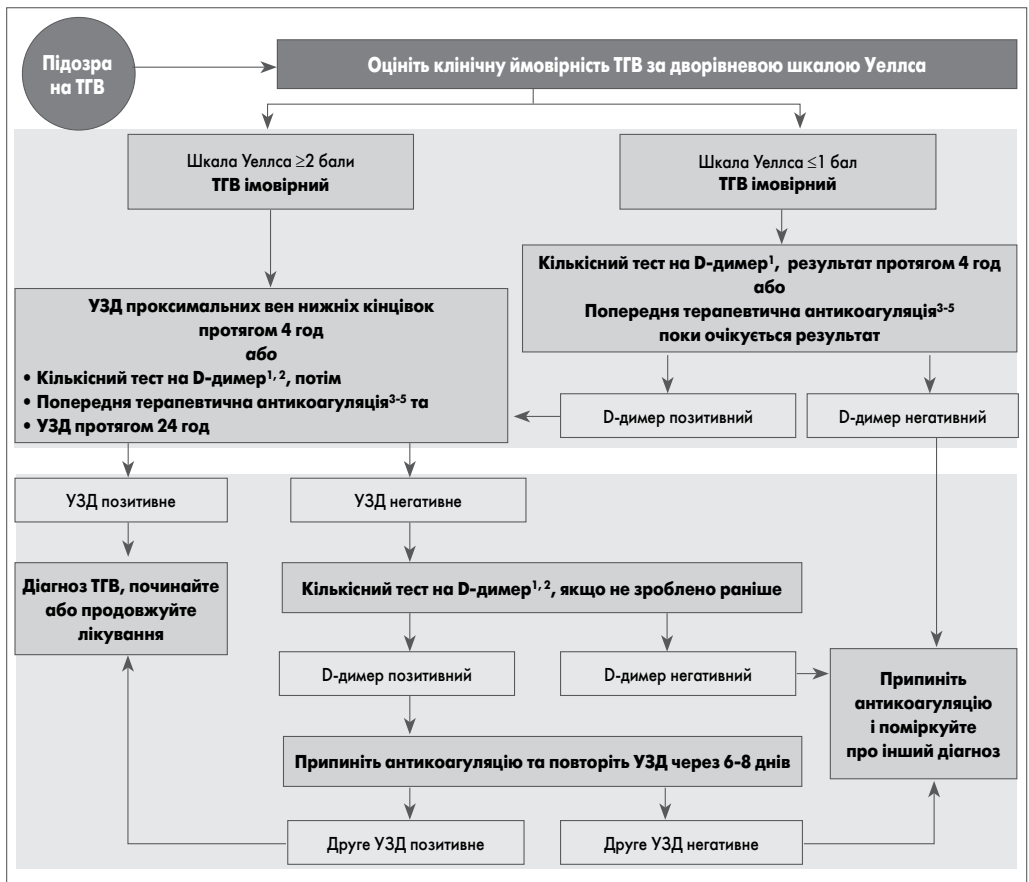 Підозра
на ТГВ
Оцініть клінічну ймовірність ТГВ за дворівневою шкалою Уеллса
Шкала Уеллса ≥2 бали
ТГВ імовірний
Шкала Уеллса ≤1 бал
ТГВ імовірний
Кількісний тест на D-димер¹, результат протягом 4 год
або
Попередня терапевтична антикоагуляція³⁻⁵
поки очікується результат
УЗД проксимальних вен нижніх кінцівок
протягом 4 год
або
• Кількісний тест на D-димер¹, ², потім
• Попередня терапевтична антикоагуляція³⁻⁵ та
• УЗД протягом 24 год
D-димер позитивний
D-димер негативний
УЗД позитивне
УЗД негативне
Діагноз ТГВ, починайте
або продовжуйте
лікування
Кількісний тест на D-димер¹, ², якщо не зроблено раніше
D-димер позитивний
D-димер негативний
Припиніть
антикоагуляцію
і поміркуйте
про інший діагноз
Припиніть антикоагуляцію та повторіть УЗД через 6-8 днів
Друге УЗД позитивне
Друге УЗД негативне